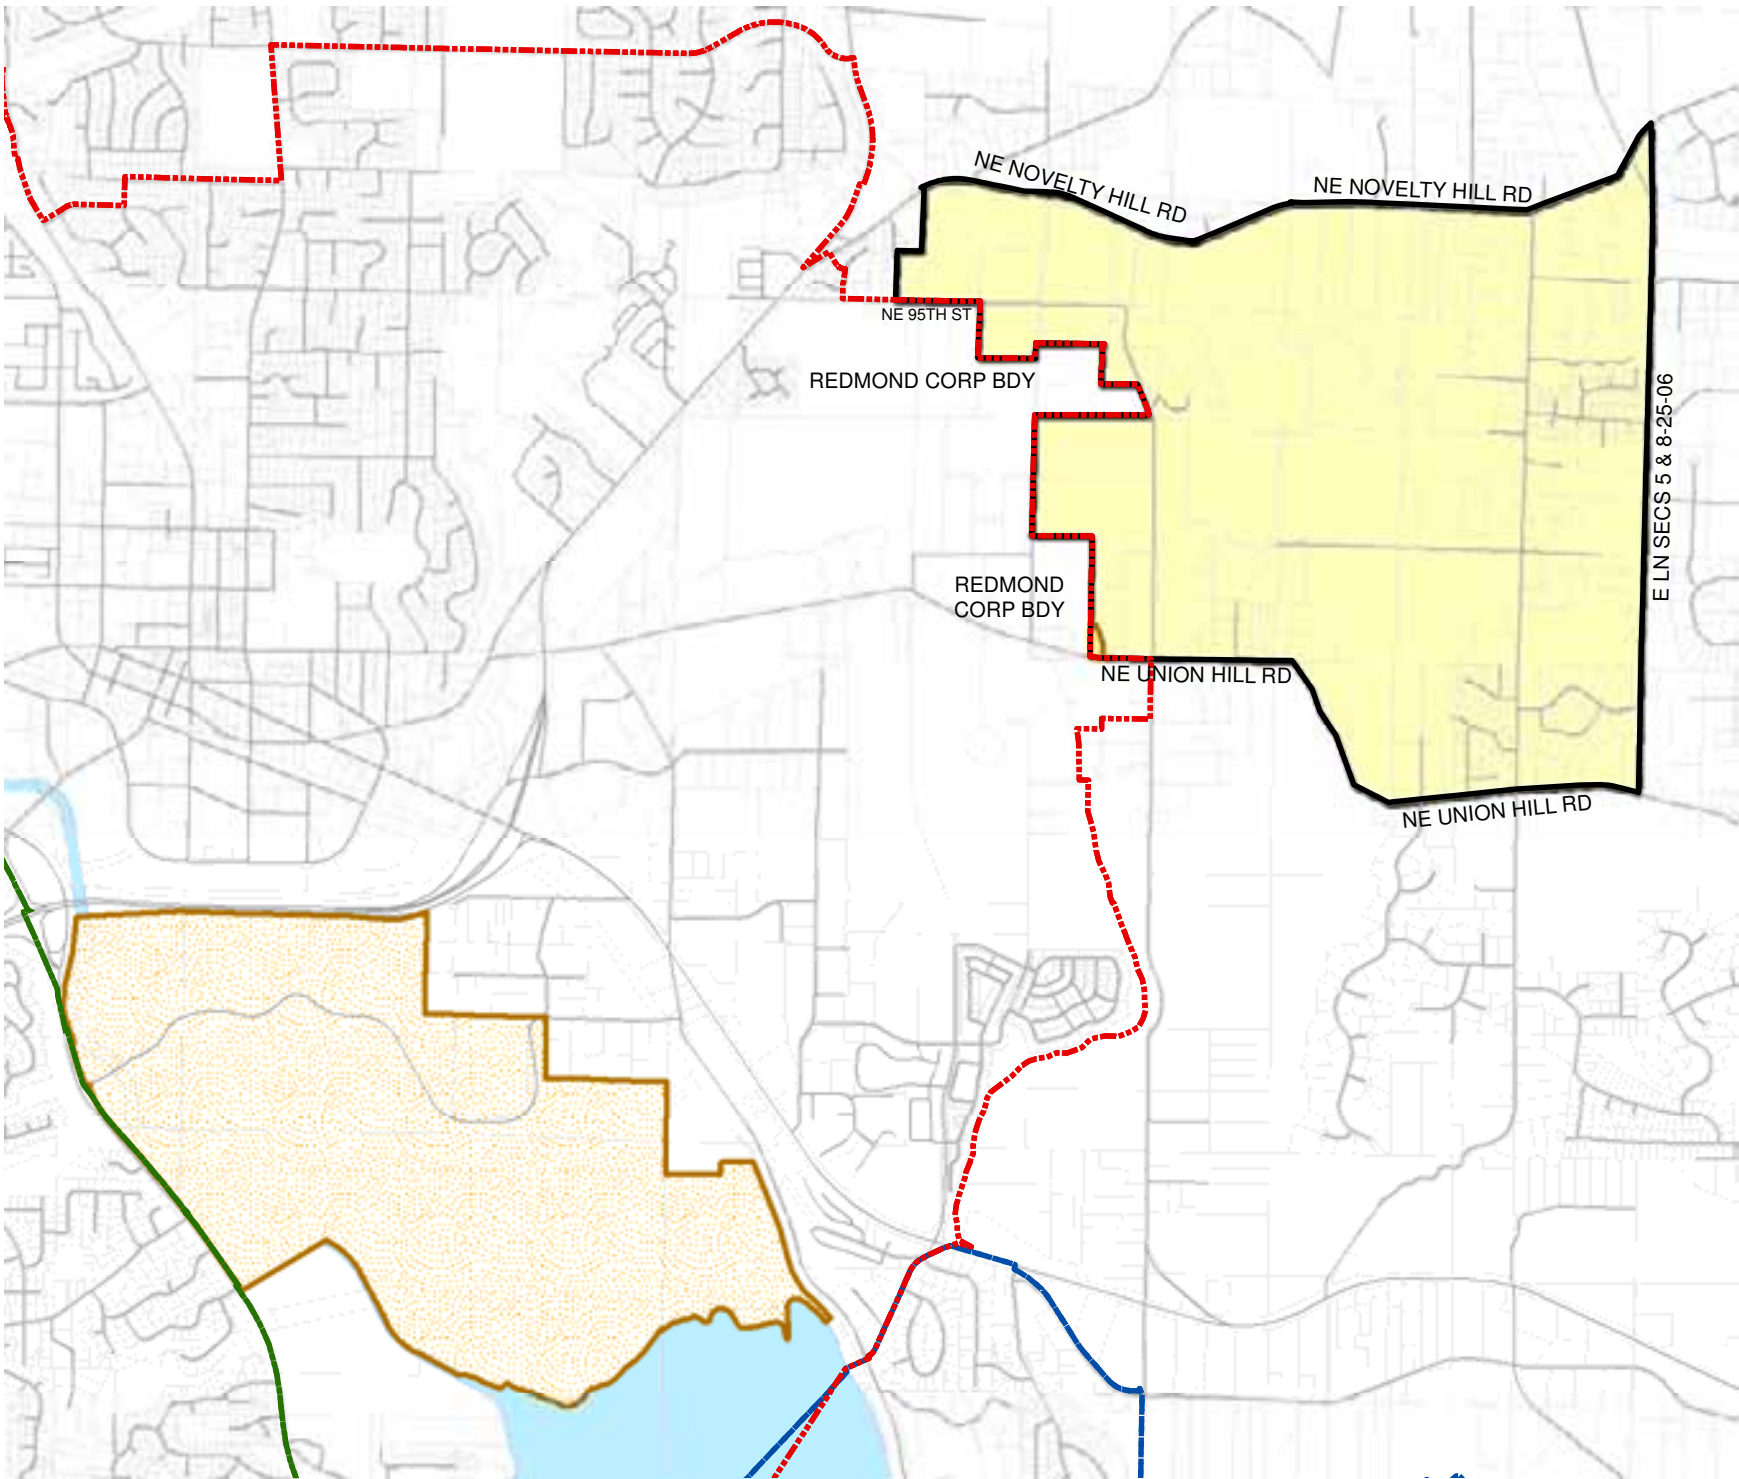 NE NOVELTY HILL RD
NE NOVELTY HILL RD
NE 95TH ST
REDMOND CORP BDY
E LN SECS 5 & 8-25-06
REDMOND
CORP BDY
NE UNION HILL RD
NE UNION HILL RD